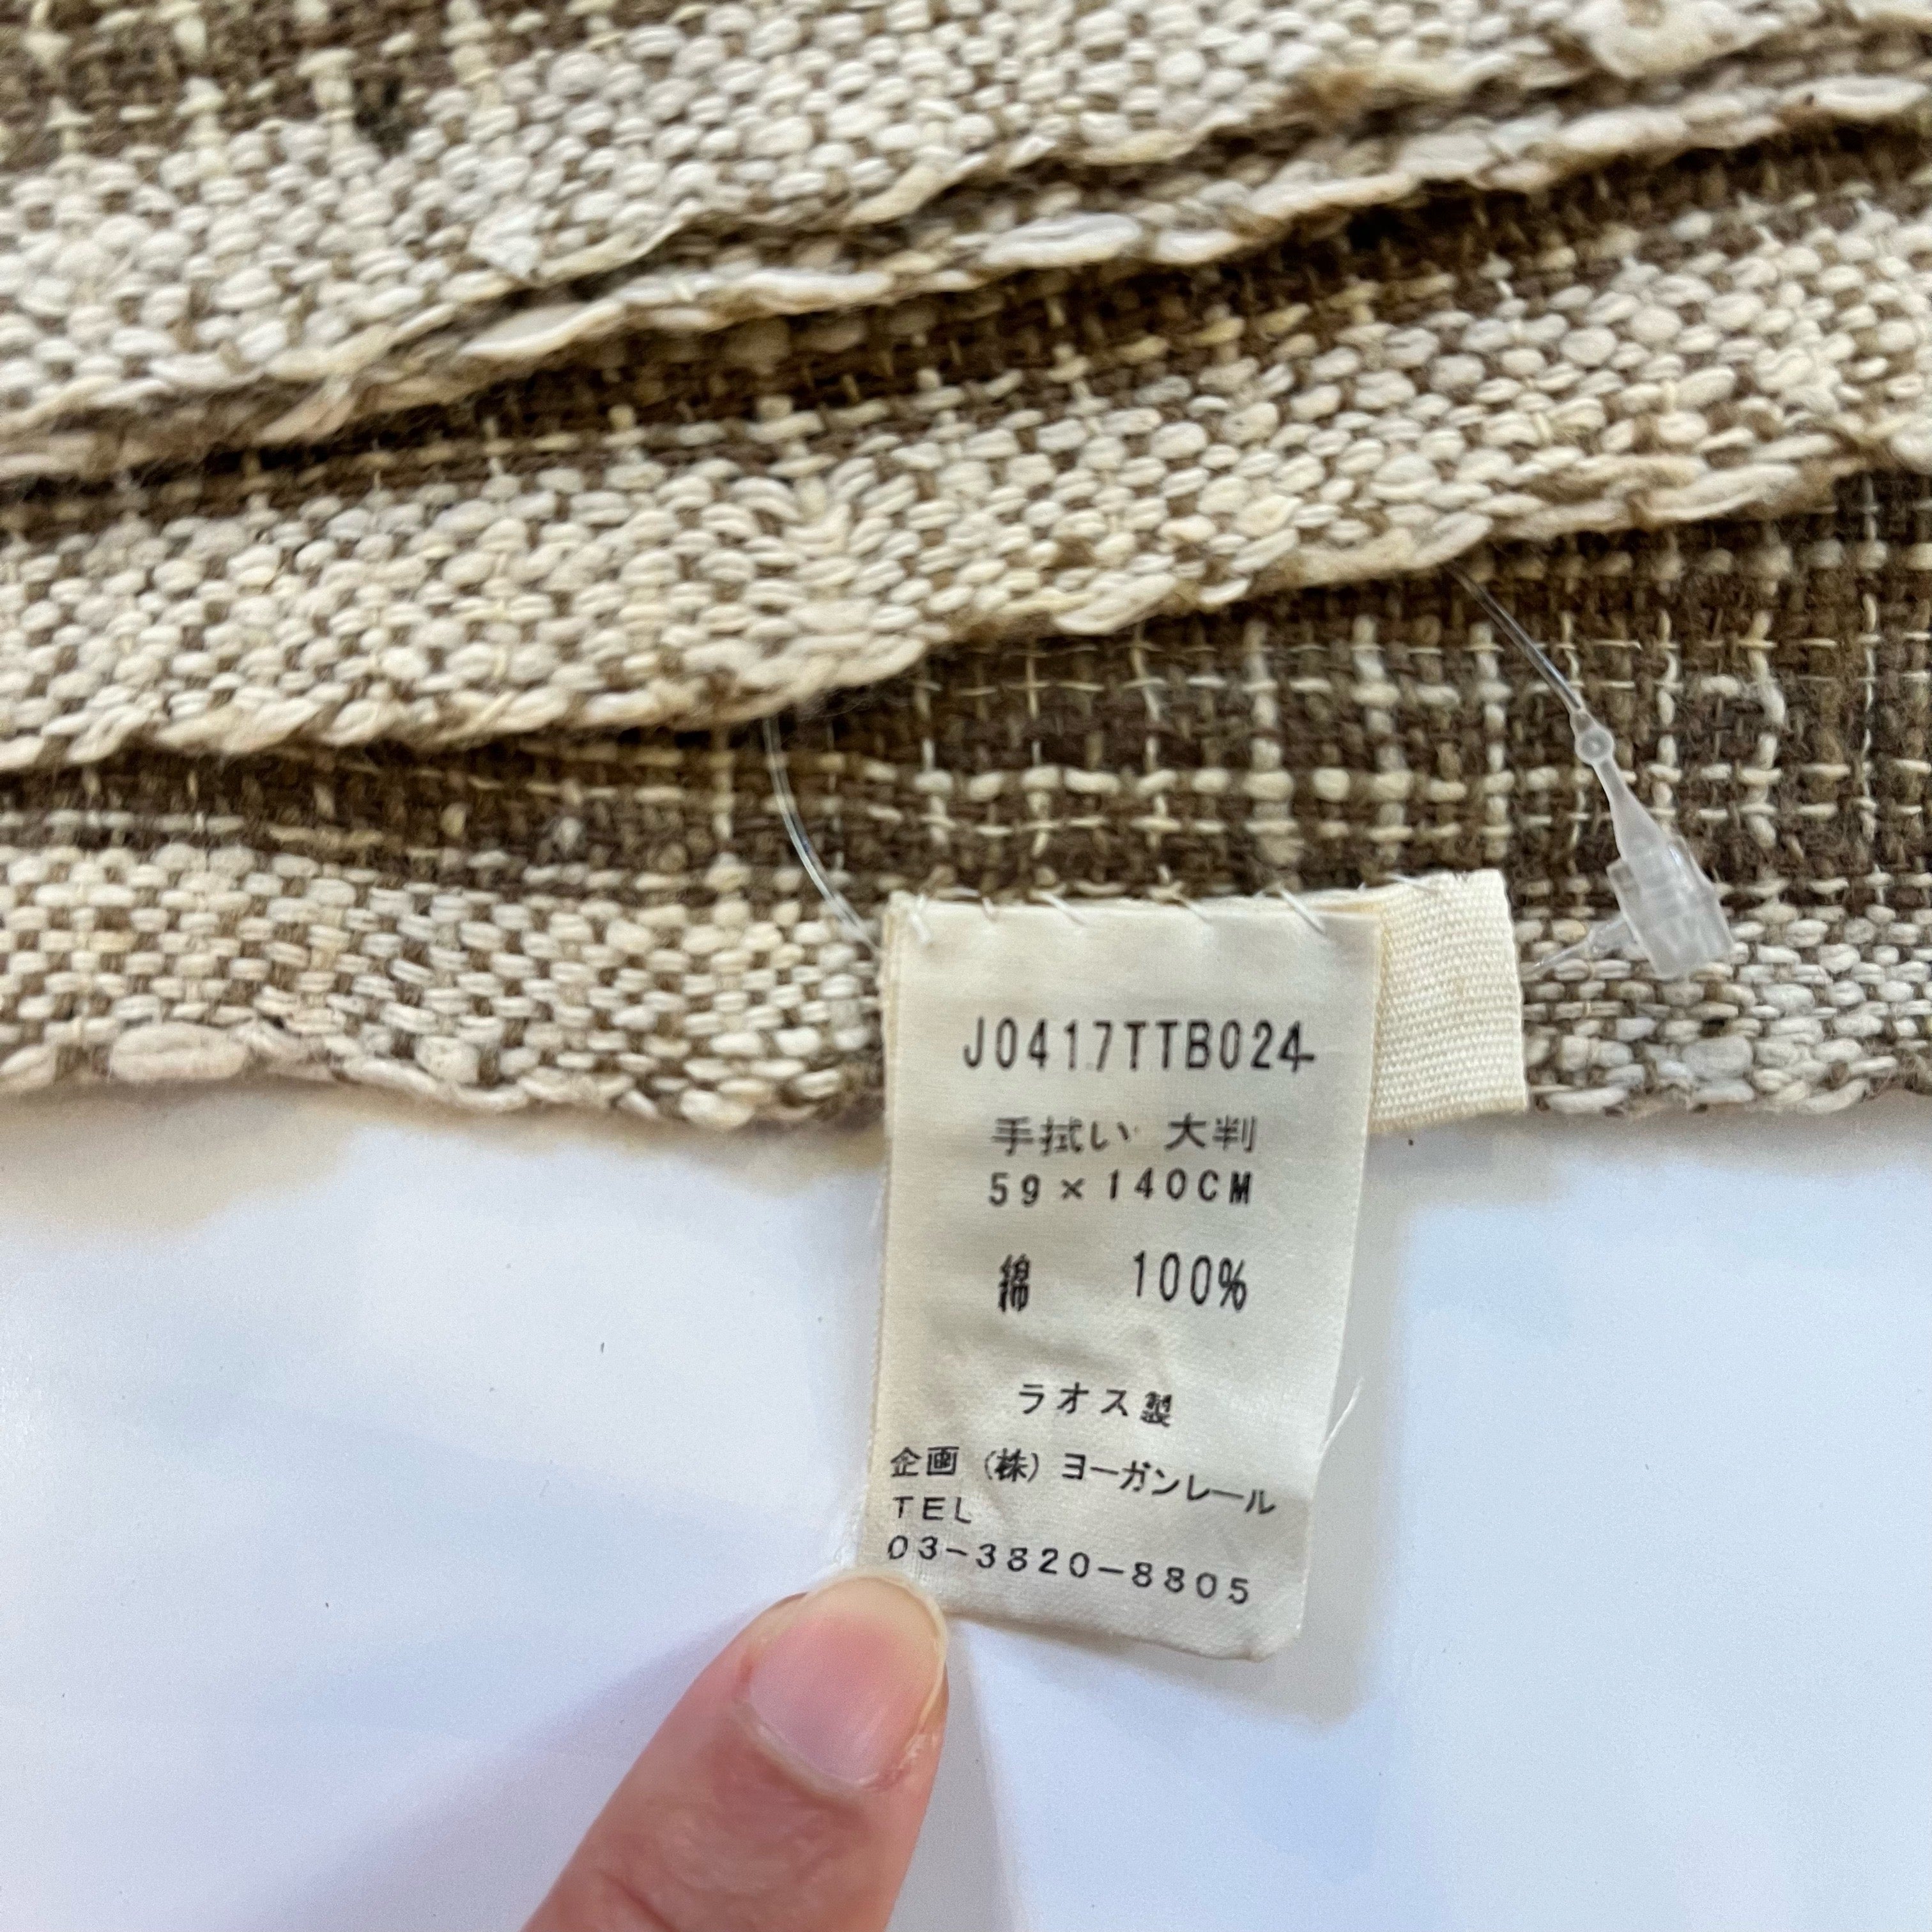 J0417TTB024
手拭い 大判
59×140CM
綿 100%
ラオス製
企画 (株) ヨーガンレール
TEL
03-3820-8805